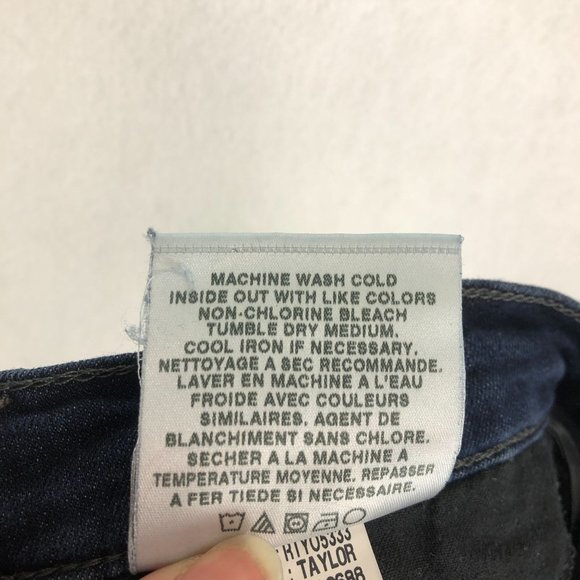 MACHINE WASH COLD
INSIDE OUT WITH LIKE COLORS
NON-CHLORINE BLEACH
TUMBLE DRY MEDIUM.
COOL IRON IF NECESSARY.
NETTOYAGE A SEC RECOMMANDE.
LAVER EN MACHINE A L'EAU
FROIDE AVEC COULEURS
SIMILAIRES, AGENT DE
BLANCHIMENT SANS CHLORE.
SECHER A LA MACHINE A
TEMPERATURE MOYENNE. REPASSER
A FER TIEDE SI NECESSAIRE.
: TAYLOR